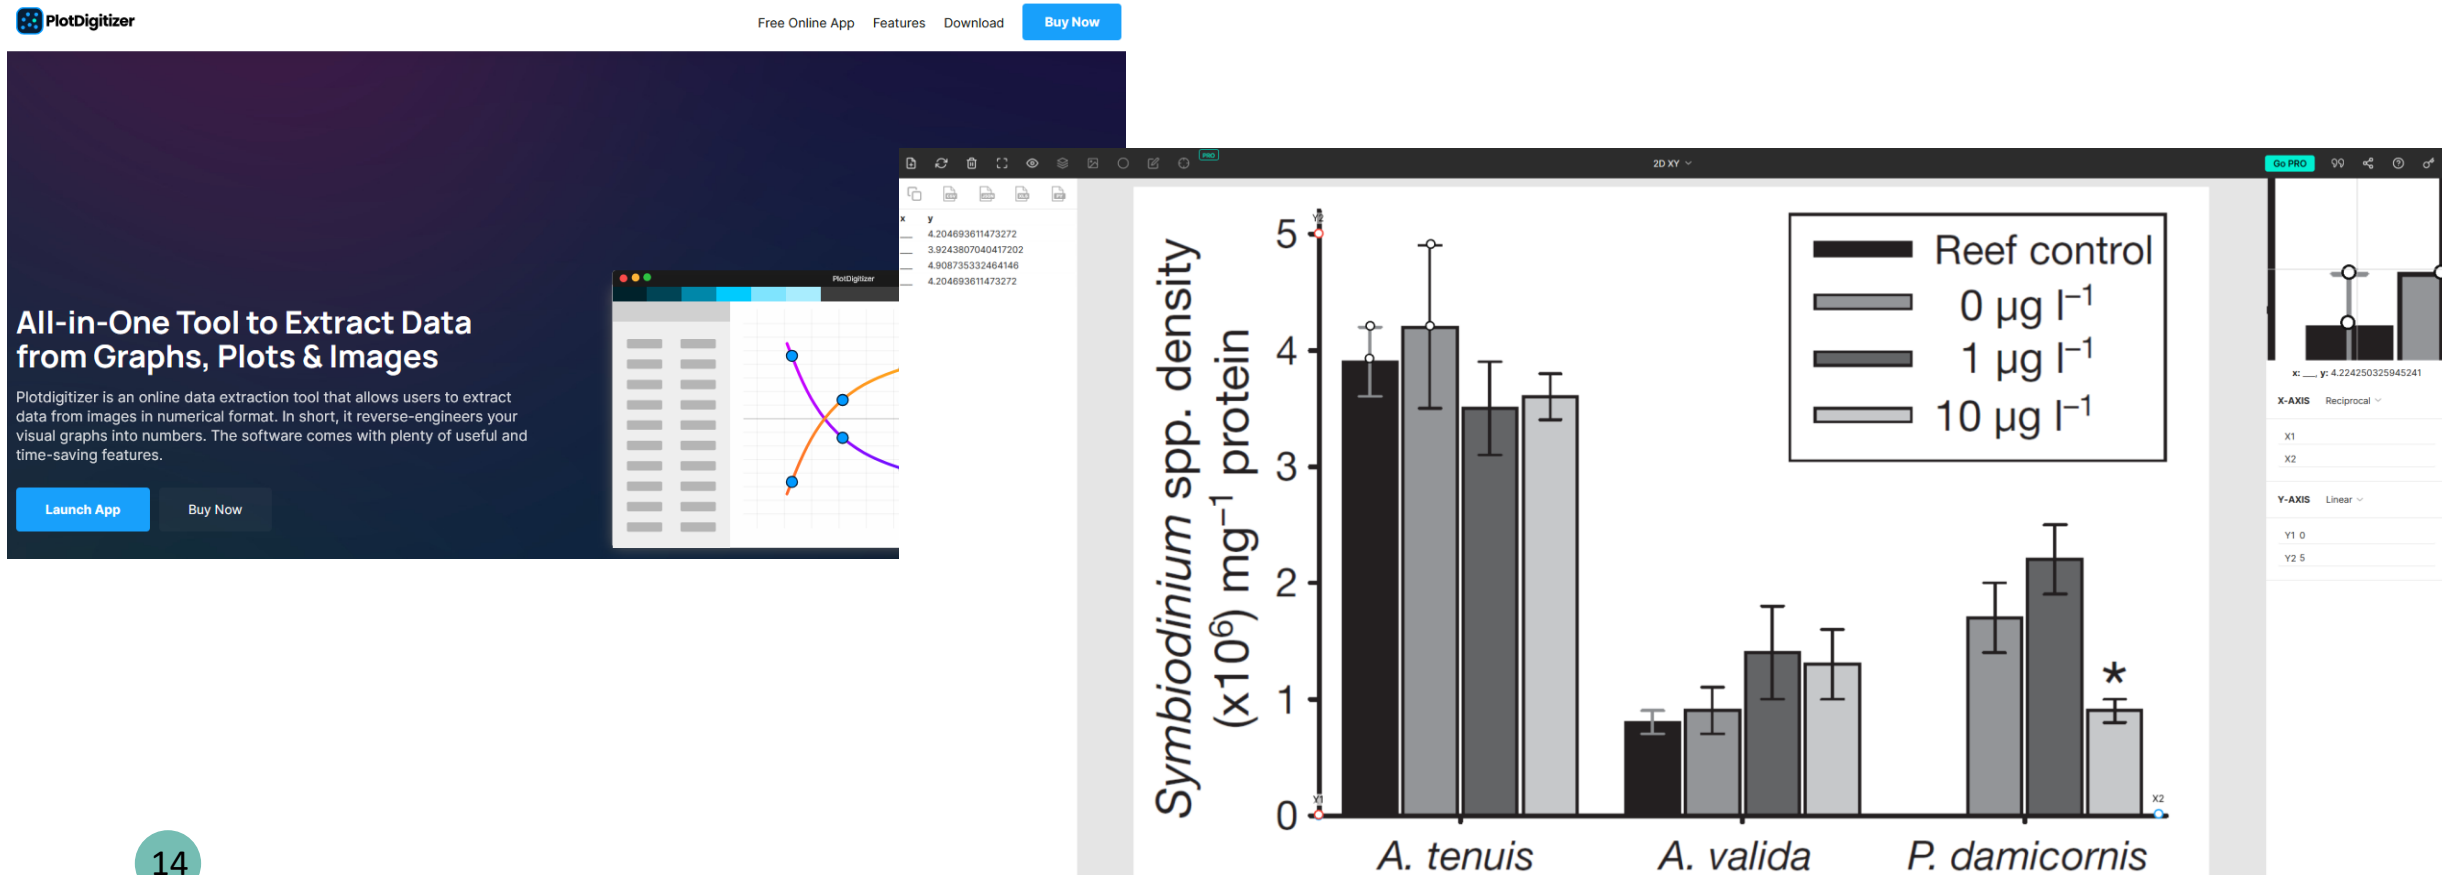 PlotDigitizer
Free Online App
Features
Download
Buy Now
All-in-One Tool to Extract Data
from Graphs, Plots & Images
Plotdigitizer is an online data extraction tool that allows users to extract
data from images in numerical format. In short, it reverse-engineers your
visual graphs into numbers. The software comes with plenty of useful and
time-saving features.
Launch App
Buy Now
PlotDigitizer
PRO
2D XY
Go PRO
x y
4.204693611473272
3.9243807040417202
4.908735332464146
4.204693611473272
Symbiodinium spp. density
(x10⁶) mg⁻¹ protein
Y2
5
4
3
2
1
0
Y1
X2
Reef control
0 µg l⁻¹
1 µg l⁻¹
10 µg l⁻¹
*
A. tenuis
A. valida
P. damicornis
x: __, y: 4.224250325945241
X-AXIS Reciprocal
X1
X2
Y-AXIS Linear
Y1 0
Y2 5
14